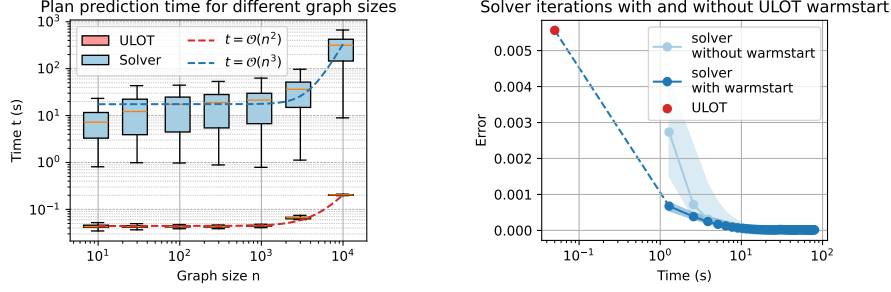 Plan prediction time for different graph sizes
ULOT
Solver
t = 𝒪(n²)
t = 𝒪(n³)
Time t (s)
10³
10²
10¹
10⁰
10⁻¹
10¹
10²
10³
10⁴
Graph size n
Solver iterations with and without ULOT warmstart
solver
without warmstart
solver
with warmstart
ULOT
Error
0.005
0.004
0.003
0.002
0.001
0.000
10⁻¹
10⁰
10¹
10²
Time (s)